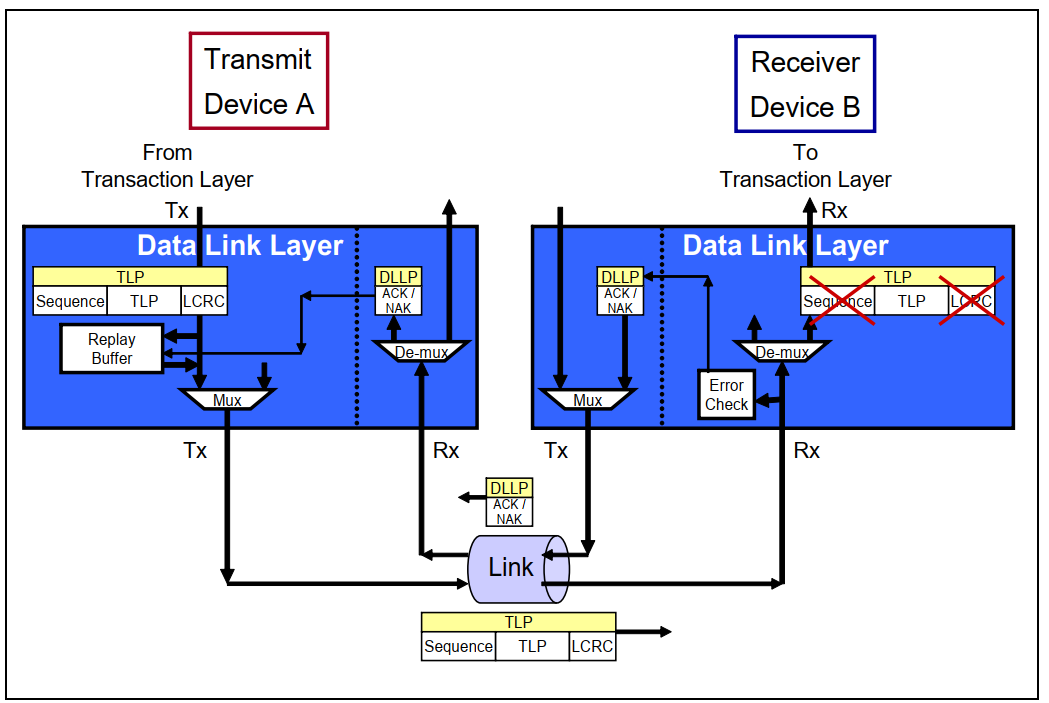 Transmit
Device A
Receiver
Device B
From
Transaction Layer
To
Transaction Layer
Tx
Rx
Data Link Layer
Data Link Layer
TLP
Sequence TLP LCRC
DLLP
ACK /
NAK
DLLP
ACK /
NAK
TLP
Sequence TLP LCRC
Replay
Buffer
De-mux
De-mux
Mux
Mux
Error
Check
Tx
Rx
Tx
Rx
DLLP
ACK /
NAK
Link
TLP
Sequence TLP LCRC